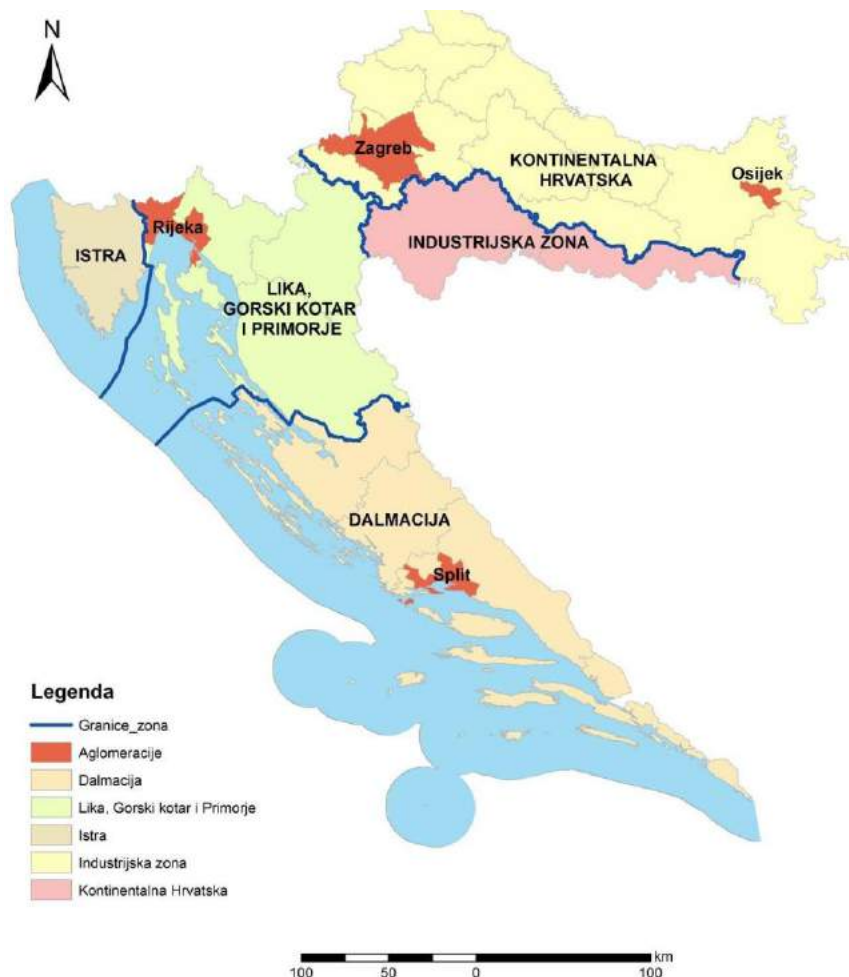 N
Zagreb
KONTINENTALNA
HRVATSKA
Osijek
Rijeka
INDUSTRIJSKA ZONA
ISTRA
LIKA,
GORSKI KOTAR
I PRIMORJE
DALMACIJA
Split
Legenda
Granice_zona
Aglomeracije
Dalmacija
Lika, Gorski kotar i Primorje
Istra
Industrijska zona
Kontinentalna Hrvatska
km
100 50 0 100